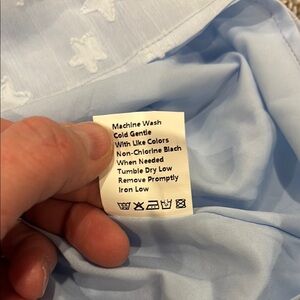 Machine Wash
Cold Gentle
With Like Colors
Non-Chlorine Blach
When Needed
Tumble Dry Low
Remove Promptly
Iron Low